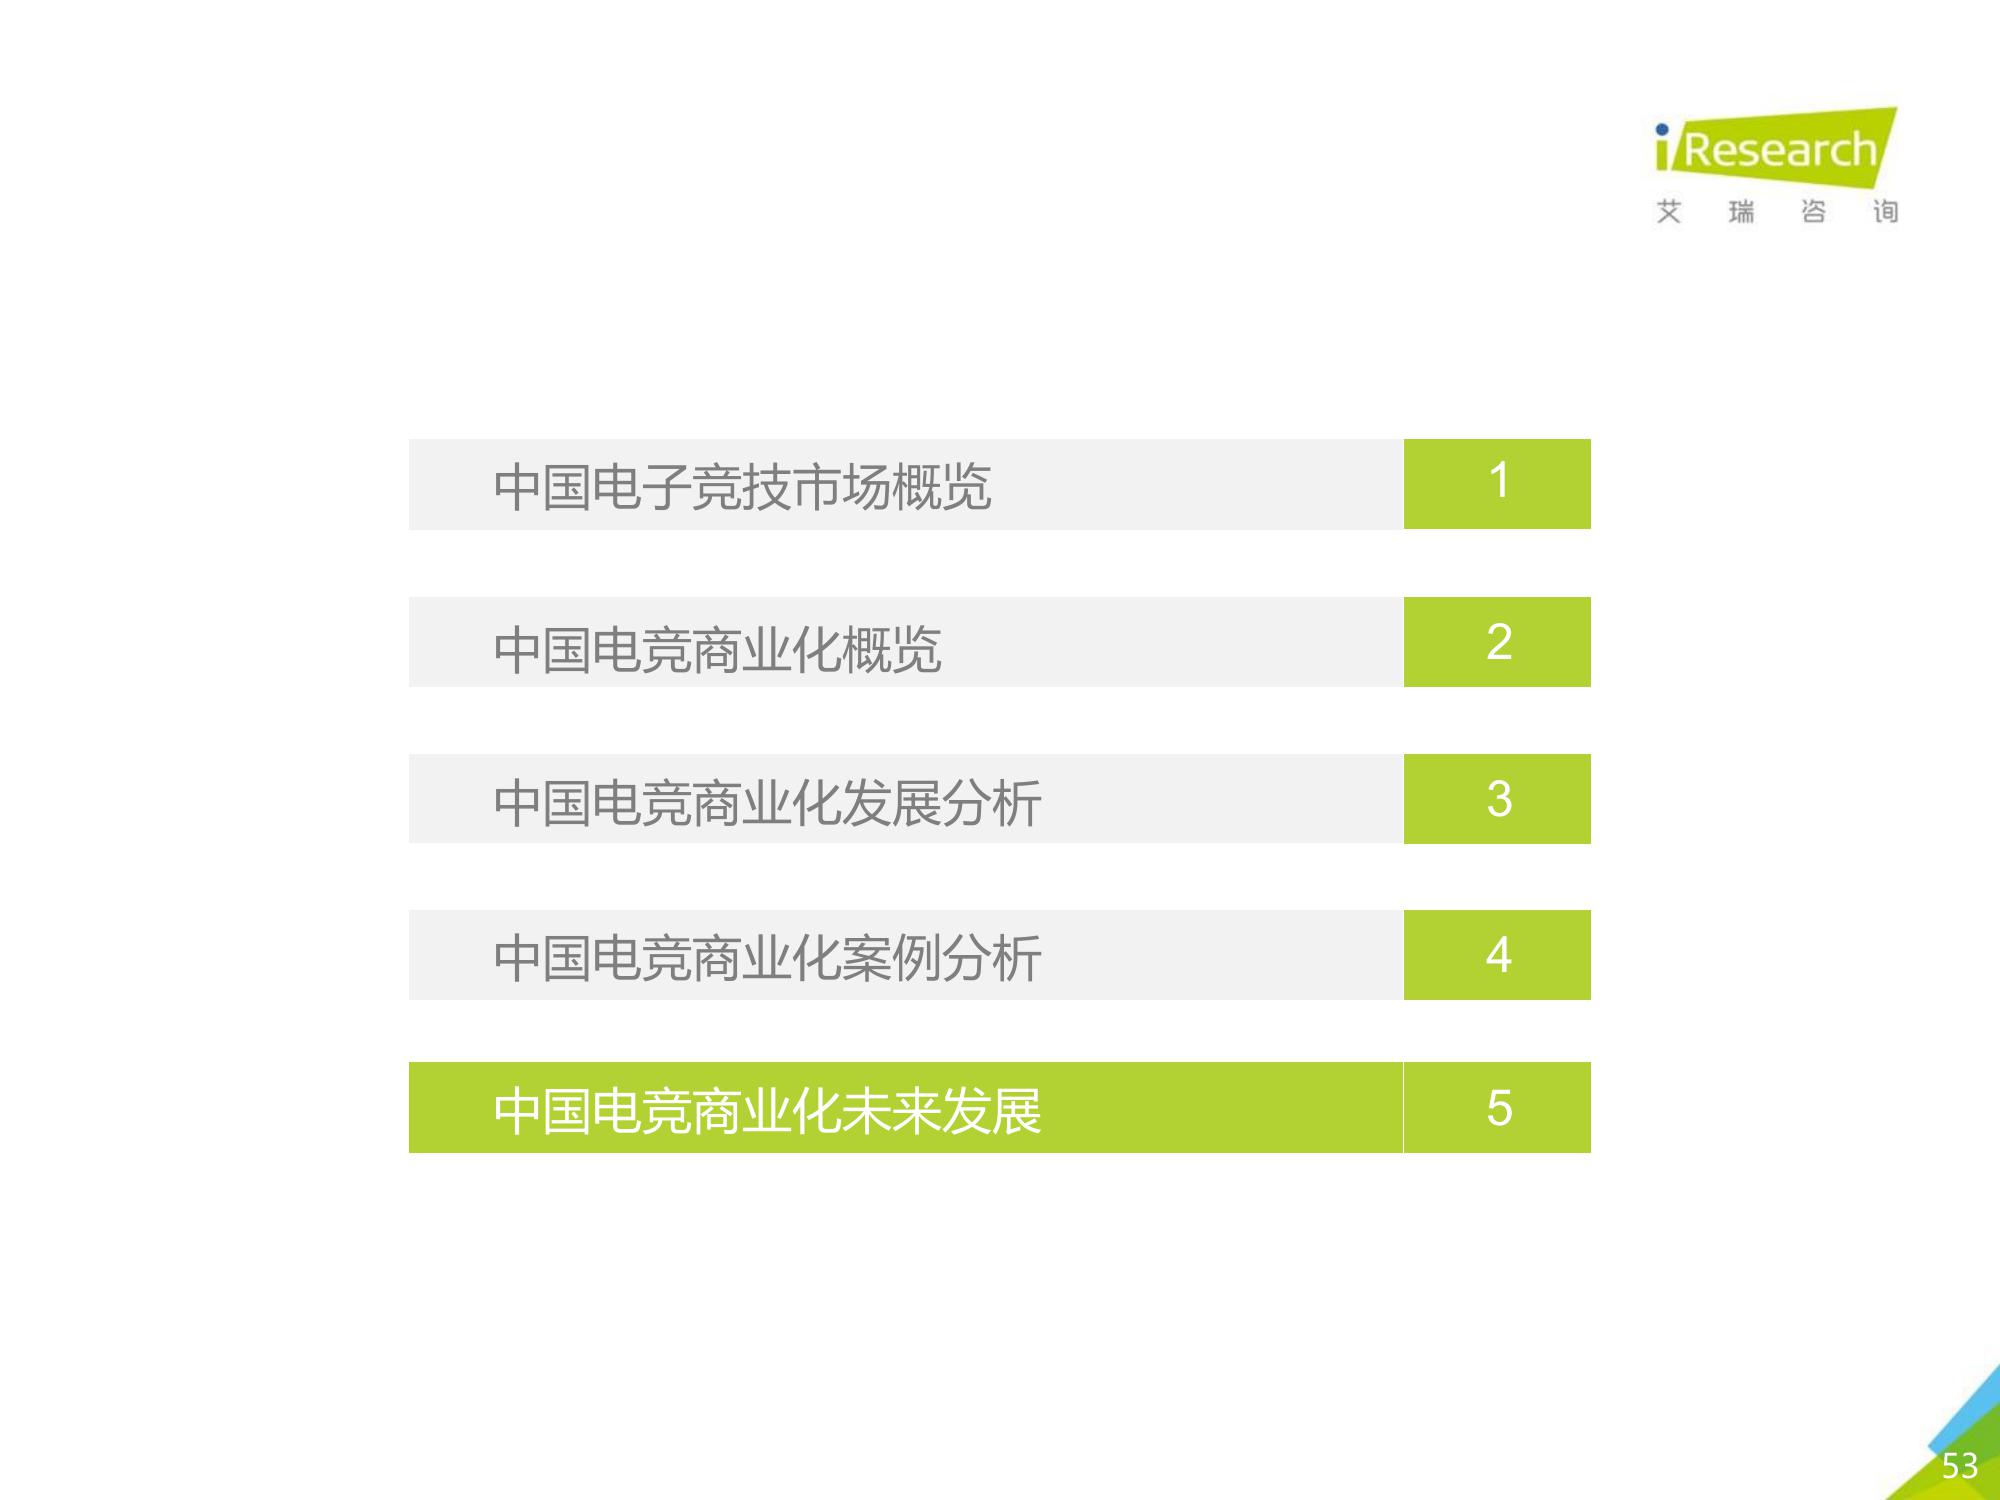 iResearch
艾瑞咨询
中国电子竞技市场概览 1
中国电竞商业化概览 2
中国电竞商业化发展分析 3
中国电竞商业化案例分析 4
中国电竞商业化未来发展 5
53